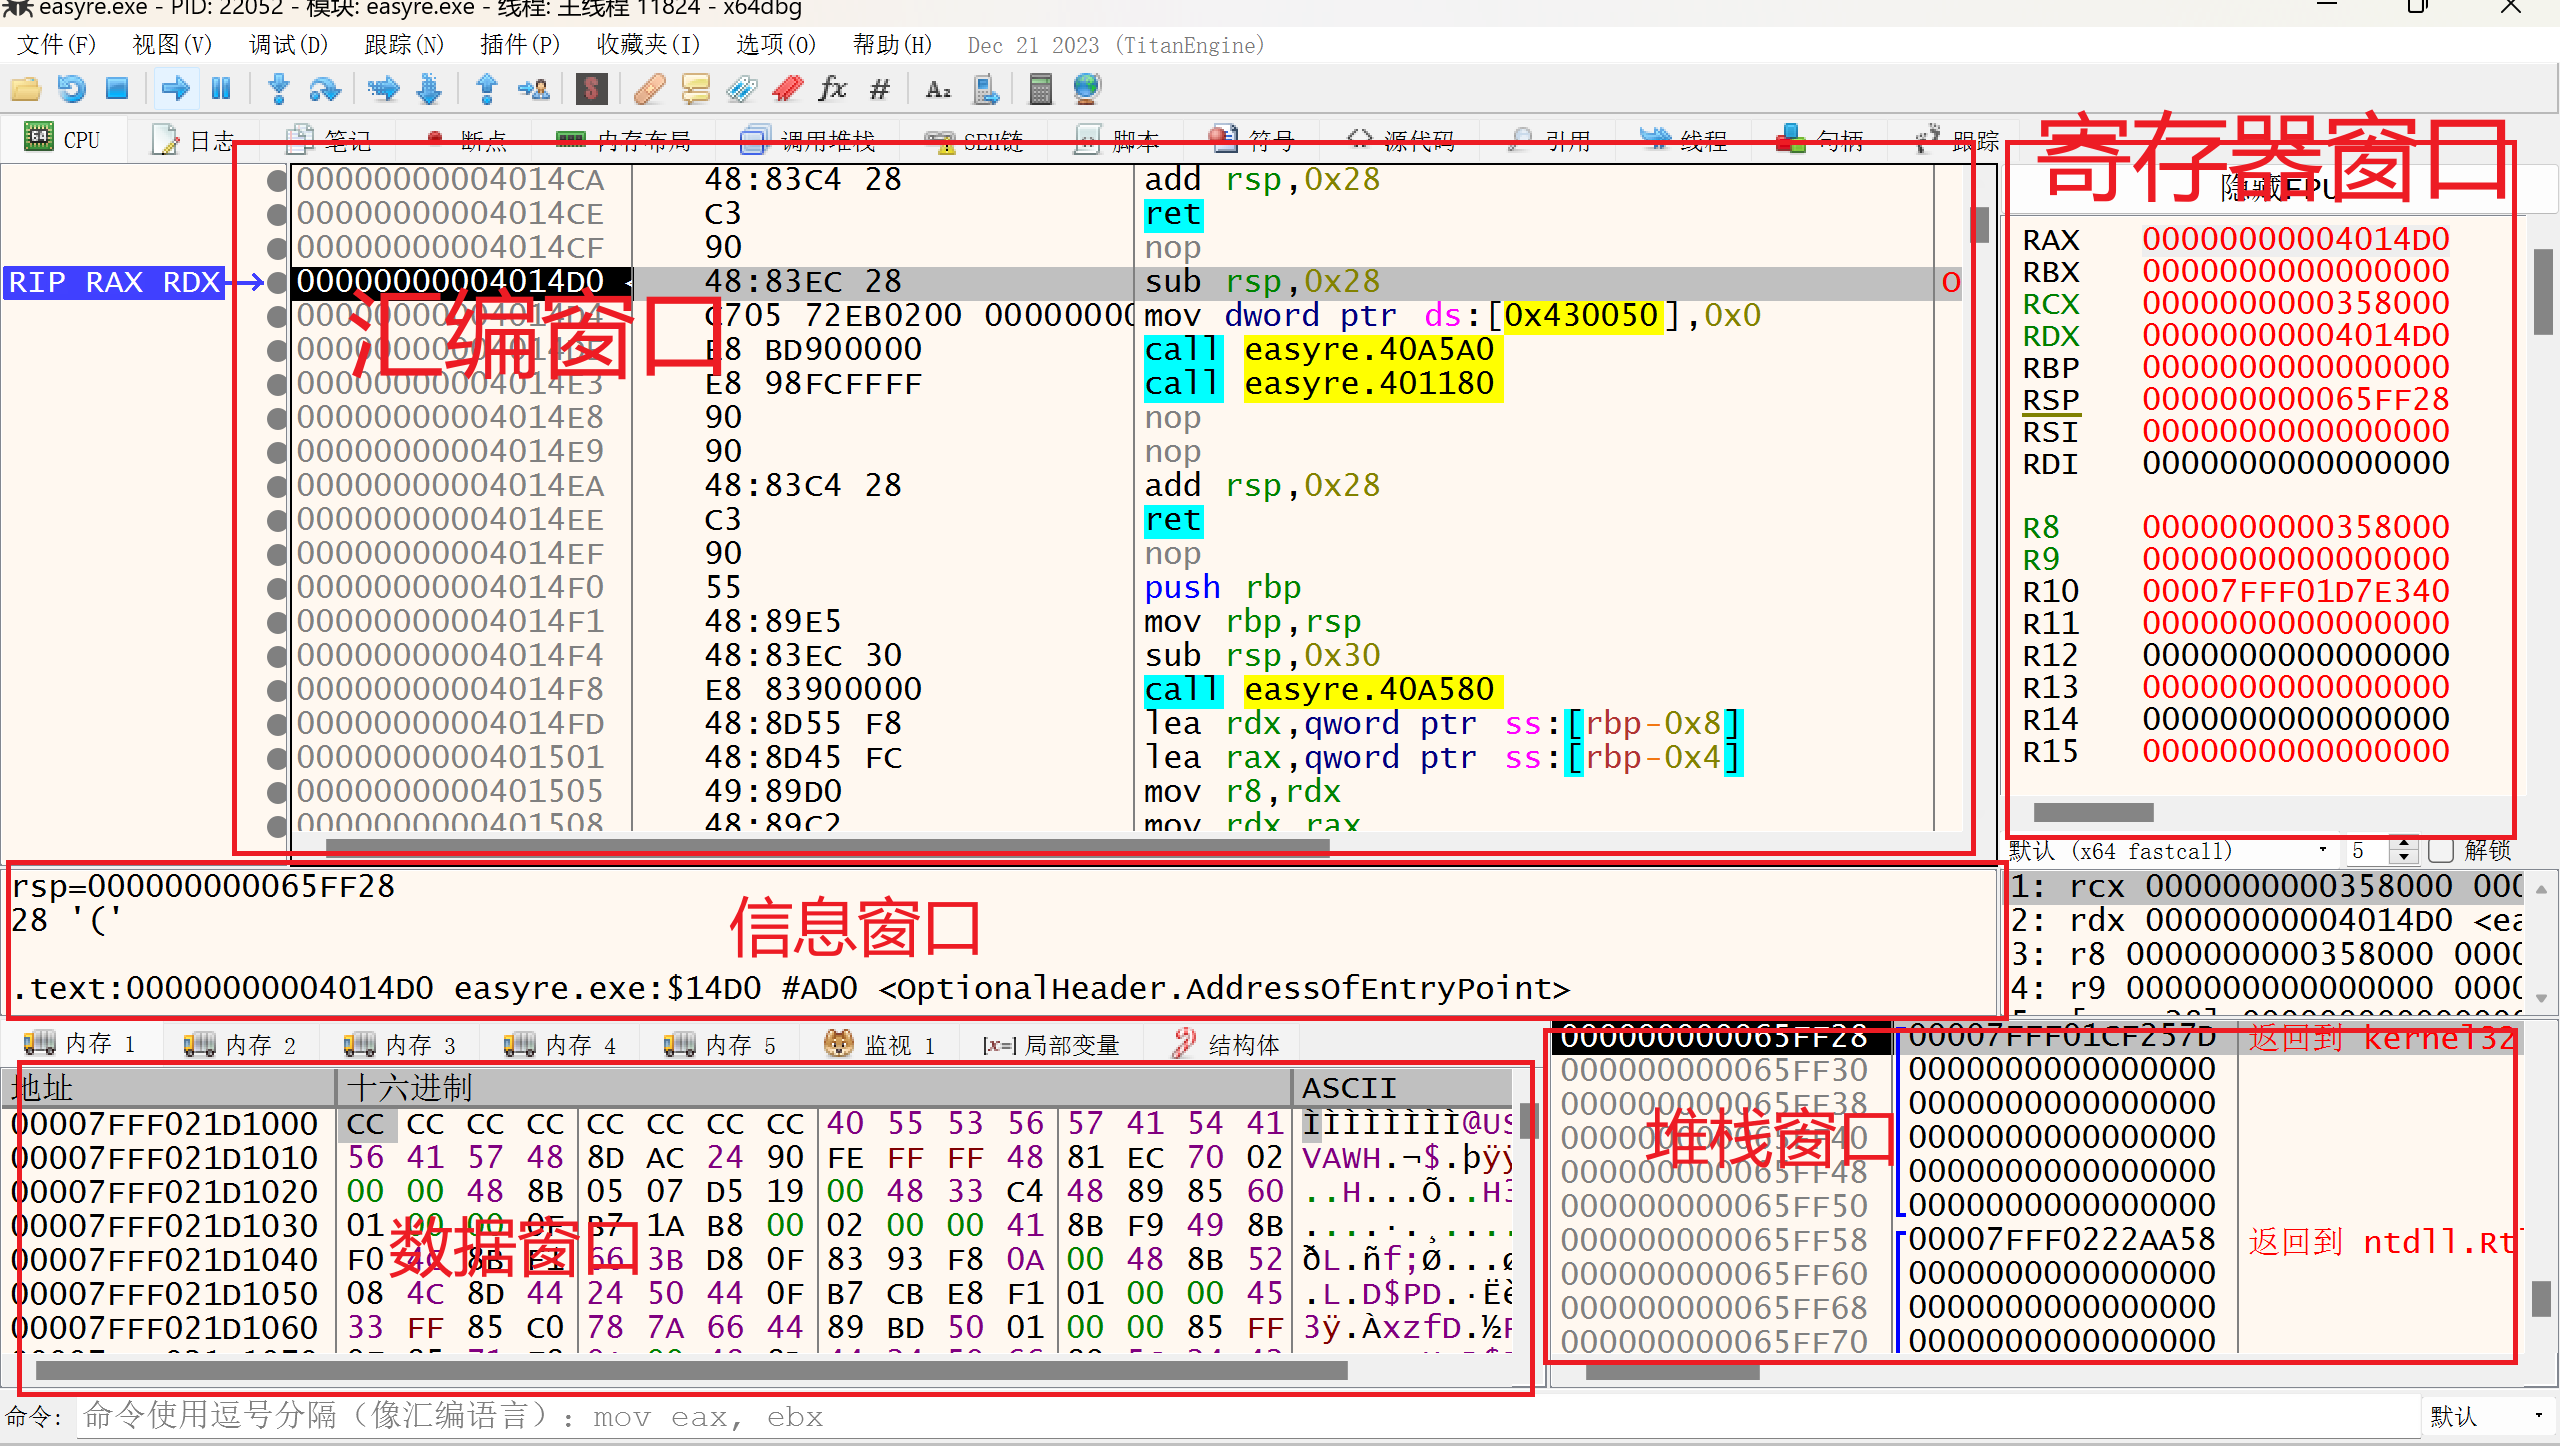 easyre.exe - PID: 22052 - 模块: easyre.exe - 线程: 主线程 11824 - x64dbg
文件(F) 视图(V) 调试(D) 跟踪(N) 插件(P) 收藏夹(I) 选项(O) 帮助(H) Dec 21 2023 (TitanEngine)
CPU 日志 笔记 断点 内存布局 调用堆栈 SEH链 脚本 符号 源代码 引用 线程 句柄 跟踪
寄存器窗口
隐藏FPU
00000000004014CA 48:83C4 28 add rsp,0x28
00000000004014CE C3 ret
00000000004014CF 90 nop
RIP RAX RDX 00000000004014D0 48:83EC 28 sub rsp,0x28 O
00000000004014D4 C705 72EB0200 00000000 mov dword ptr ds:[0x430050],0x0
汇编窗口
E8 BD900000 call easyre.40A5A0
00000000004014E3 E8 98FCFFFF call easyre.401180
00000000004014E8 90 nop
00000000004014E9 90 nop
00000000004014EA 48:83C4 28 add rsp,0x28
00000000004014EE C3 ret
00000000004014EF 90 nop
00000000004014F0 55 push rbp
00000000004014F1 48:89E5 mov rbp,rsp
00000000004014F4 48:83EC 30 sub rsp,0x30
00000000004014F8 E8 83900000 call easyre.40A580
00000000004014FD 48:8D55 F8 lea rdx,qword ptr ss:[rbp-0x8]
0000000000401501 48:8D45 FC lea rax,qword ptr ss:[rbp-0x4]
0000000000401505 49:89D0 mov r8,rdx
0000000000401508 48:89C2 mov rdx,rax
RAX 00000000004014D0
RBX 0000000000000000
RCX 0000000000358000
RDX 00000000004014D0
RBP 0000000000000000
RSP 000000000065FF28
RSI 0000000000000000
RDI 0000000000000000
R8 0000000000358000
R9 0000000000000000
R10 00007FFF01D7E340
R11 0000000000000000
R12 0000000000000000
R13 0000000000000000
R14 0000000000000000
R15 0000000000000000
默认 (x64 fastcall) 5 解锁
1: rcx 0000000000358000 000
2: rdx 00000000004014D0 <ea
3: r8 0000000000358000 0000
4: r9 0000000000000000 0000
rsp=000000000065FF28
28 '('
信息窗口
.text:00000000004014D0 easyre.exe:$14D0 #AD0 <OptionalHeader.AddressOfEntryPoint>
内存 1 内存 2 内存 3 内存 4 内存 5 监视 1 [x=] 局部变量 结构体
地址 十六进制 ASCII
00007FFF021D1000 CC CC CC CC CC CC CC CC 40 55 53 56 57 41 54 41 ÌÌÌÌÌÌÌÌ@US
00007FFF021D1010 56 41 57 48 8D AC 24 90 FE FF FF 48 81 EC 70 02 VAWH.¬$.þÿÿ
00007FFF021D1020 00 00 48 8B 05 07 D5 19 00 48 33 C4 48 89 85 60 ..H...Õ..H3
00007FFF021D1030 01 00 00 0F B7 1A B8 00 02 00 00 41 8B F9 49 8B ....·.¸....
00007FFF021D1040 F0 4C 8B F1 66 3B D8 0F 83 93 F8 0A 00 48 8B 52 ðL.ñf;Ø...ø
数据窗口
00007FFF021D1050 08 4C 8D 44 24 50 44 0F B7 CB E8 F1 01 00 00 45 .L.D$PD.·Ëè
00007FFF021D1060 33 FF 85 C0 78 7A 66 44 89 BD 50 01 00 00 85 FF 3ÿ.ÀxzfD.½P
000000000065FF28 00007FFF01CF257D 返回到 kernel32
000000000065FF30 0000000000000000
000000000065FF38 0000000000000000
000000000065FF40 0000000000000000
堆栈窗口
000000000065FF48 0000000000000000
000000000065FF50 0000000000000000
000000000065FF58 00007FFF0222AA58 返回到 ntdll.Rtl
000000000065FF60 0000000000000000
000000000065FF68 0000000000000000
000000000065FF70 0000000000000000
命令: 命令使用逗号分隔（像汇编语言）：mov eax, ebx 默认